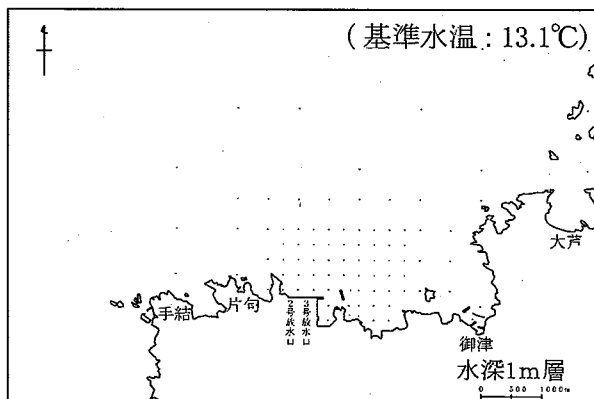 (基準水温：13.1℃)
大芦
手結
片句
2号放水口
3号放水口
御津
水深1m層
0 500 1000m